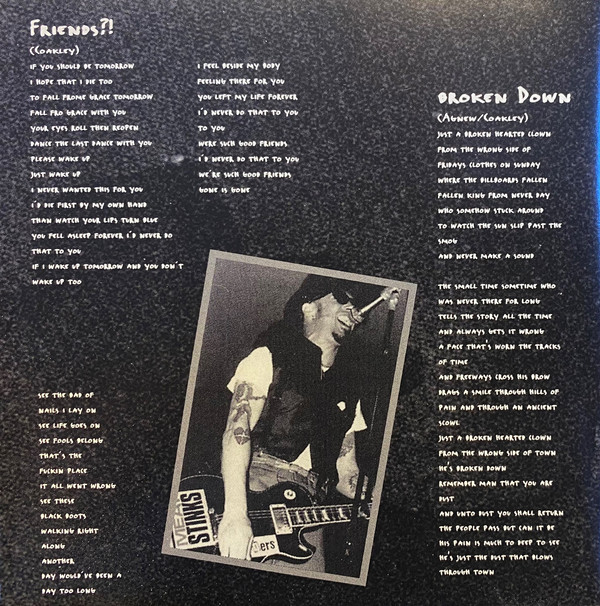 FRIENDS?!
(COAKLEY)
IF YOU SHOULD BE TOMORROW
I HOPE THAT I DIE TOO
TO FALL FROME GRACE TOMORROW
FALL FRO GRACE WITH YOU
YOUR EYES ROLL THEN REOPEN
DANCE THE LAST DANCE WITH YOU
PLEASE WAKE UP
JUST WAKE UP
I NEVER WANTED THIS FOR YOU
I'D DIE FIRST BY MY OWN HAND
THAN WATCH YOUR LIPS TURN BLUE
YOU FELL ASLEEP FOREVER I'D NEVER DO
THAT TO YOU
IF I WAKE UP TOMORROW AND YOU DON'T
WAKE UP TOO
I FEEL BESIDE MY BODY
FEELING THERE FOR YOU
YOU LEFT MY LIFE FOREVER
I'D NEVER DO THAT TO YOU
TO YOU
WERE SUCH GOOD FRIENDS
I'D NEVER DO THAT TO YOU
WE'RE SUCH GOOD FRIENDS
GONE IS GONE
SEE THE BAD OF
NAILS I LAY ON
SEE LIFE GOES ON
SEE FOOLS BELONG
THAT'S THE
FUCKIN PLACE
IT ALL WENT WRONG
SEE THESE
BLACK BOOTS
WALKING RIGHT
ALONG
ANOTHER
DAY WOULD'VE BEEN A
DAY TOO LONG
MEAT
STINKS
ers
BROKEN DOWN
(AGNEW/COAKLEY)
JUST A BROKEN HEARTED CLOWN
FROM THE WRONG SIDE OF
FRIDAYS CLOTHES ON SUNDAY
WHERE THE BILLBOARDS FALLEN
FALLEN KING FROM NEVER DAY
WHO SOMEHOW STUCK AROUND
TO WATCH THE SUN SLIP PAST THE
SMOG
AND NEVER MAKE A SOUND
THE SMALL TIME SOMETIME WHO
WAS NEVER THERE FOR LONG
TELLS THE STORY ALL THE TIME
AND ALWAYS GETS IT WRONG
A FACE THAT'S WORN THE TRACKS
OF TIME
AND FREEWAYS CROSS HIS BROW
DRAGS A SMILE THROUGH HILLS OF
PAIN AND THROUGH AN ANCIENT
SCOWL
JUST A BROKEN HEARTED CLOWN
FROM THE WRONG SIDE OF TOWN
HE'S BROKEN DOWN
REMEMBER MAN THAT YOU ARE
DUST
AND UNTO DUST YOU SHALL RETURN
THE PEOPLE PASS BUT CAN IT BE
HIS PAIN IS MUCH TO DEEP TO SEE
HE'S JUST THE DUST THAT BLOWS
THROUGH TOWN